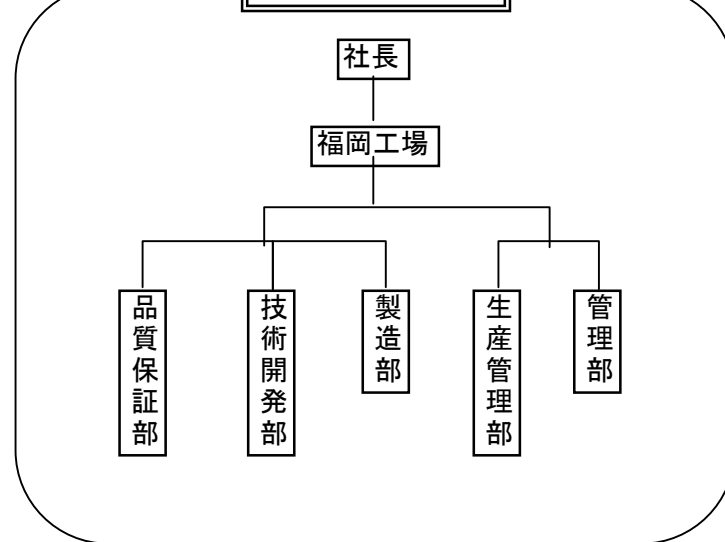 社長
福岡工場
品質保証部
技術開発部
製造部
生産管理部
管理部